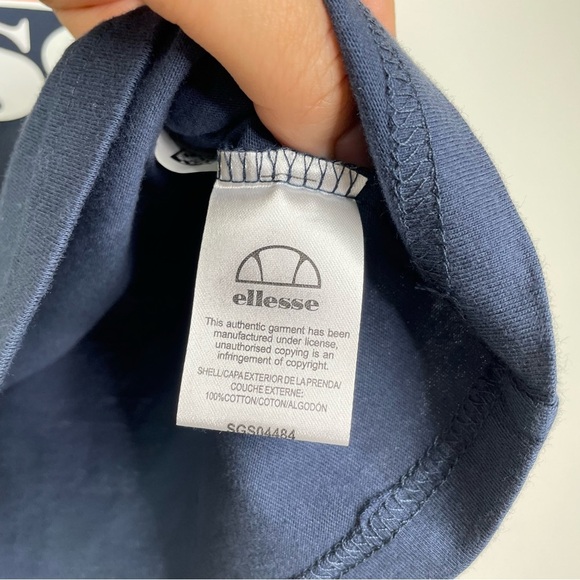 ellesse
This authentic garment has been
manufactured under license,
unauthorised copying is an
infringement of copyright.
SHELL/CAPA EXTERIOR DE LA PRENDA/
COUCHE EXTERNE:
100%COTTON/COTON/ALGODÓN
SGS04484